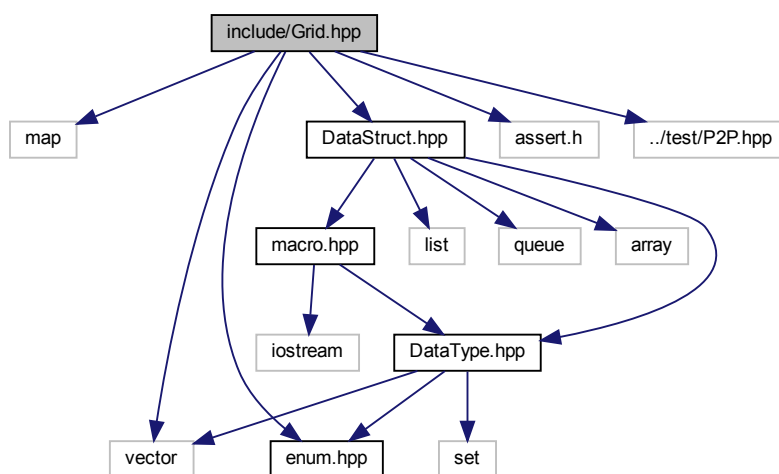 include/Grid.hpp
map
DataStruct.hpp
assert.h
../test/P2P.hpp
macro.hpp
list
queue
array
iostream
DataType.hpp
vector
enum.hpp
set